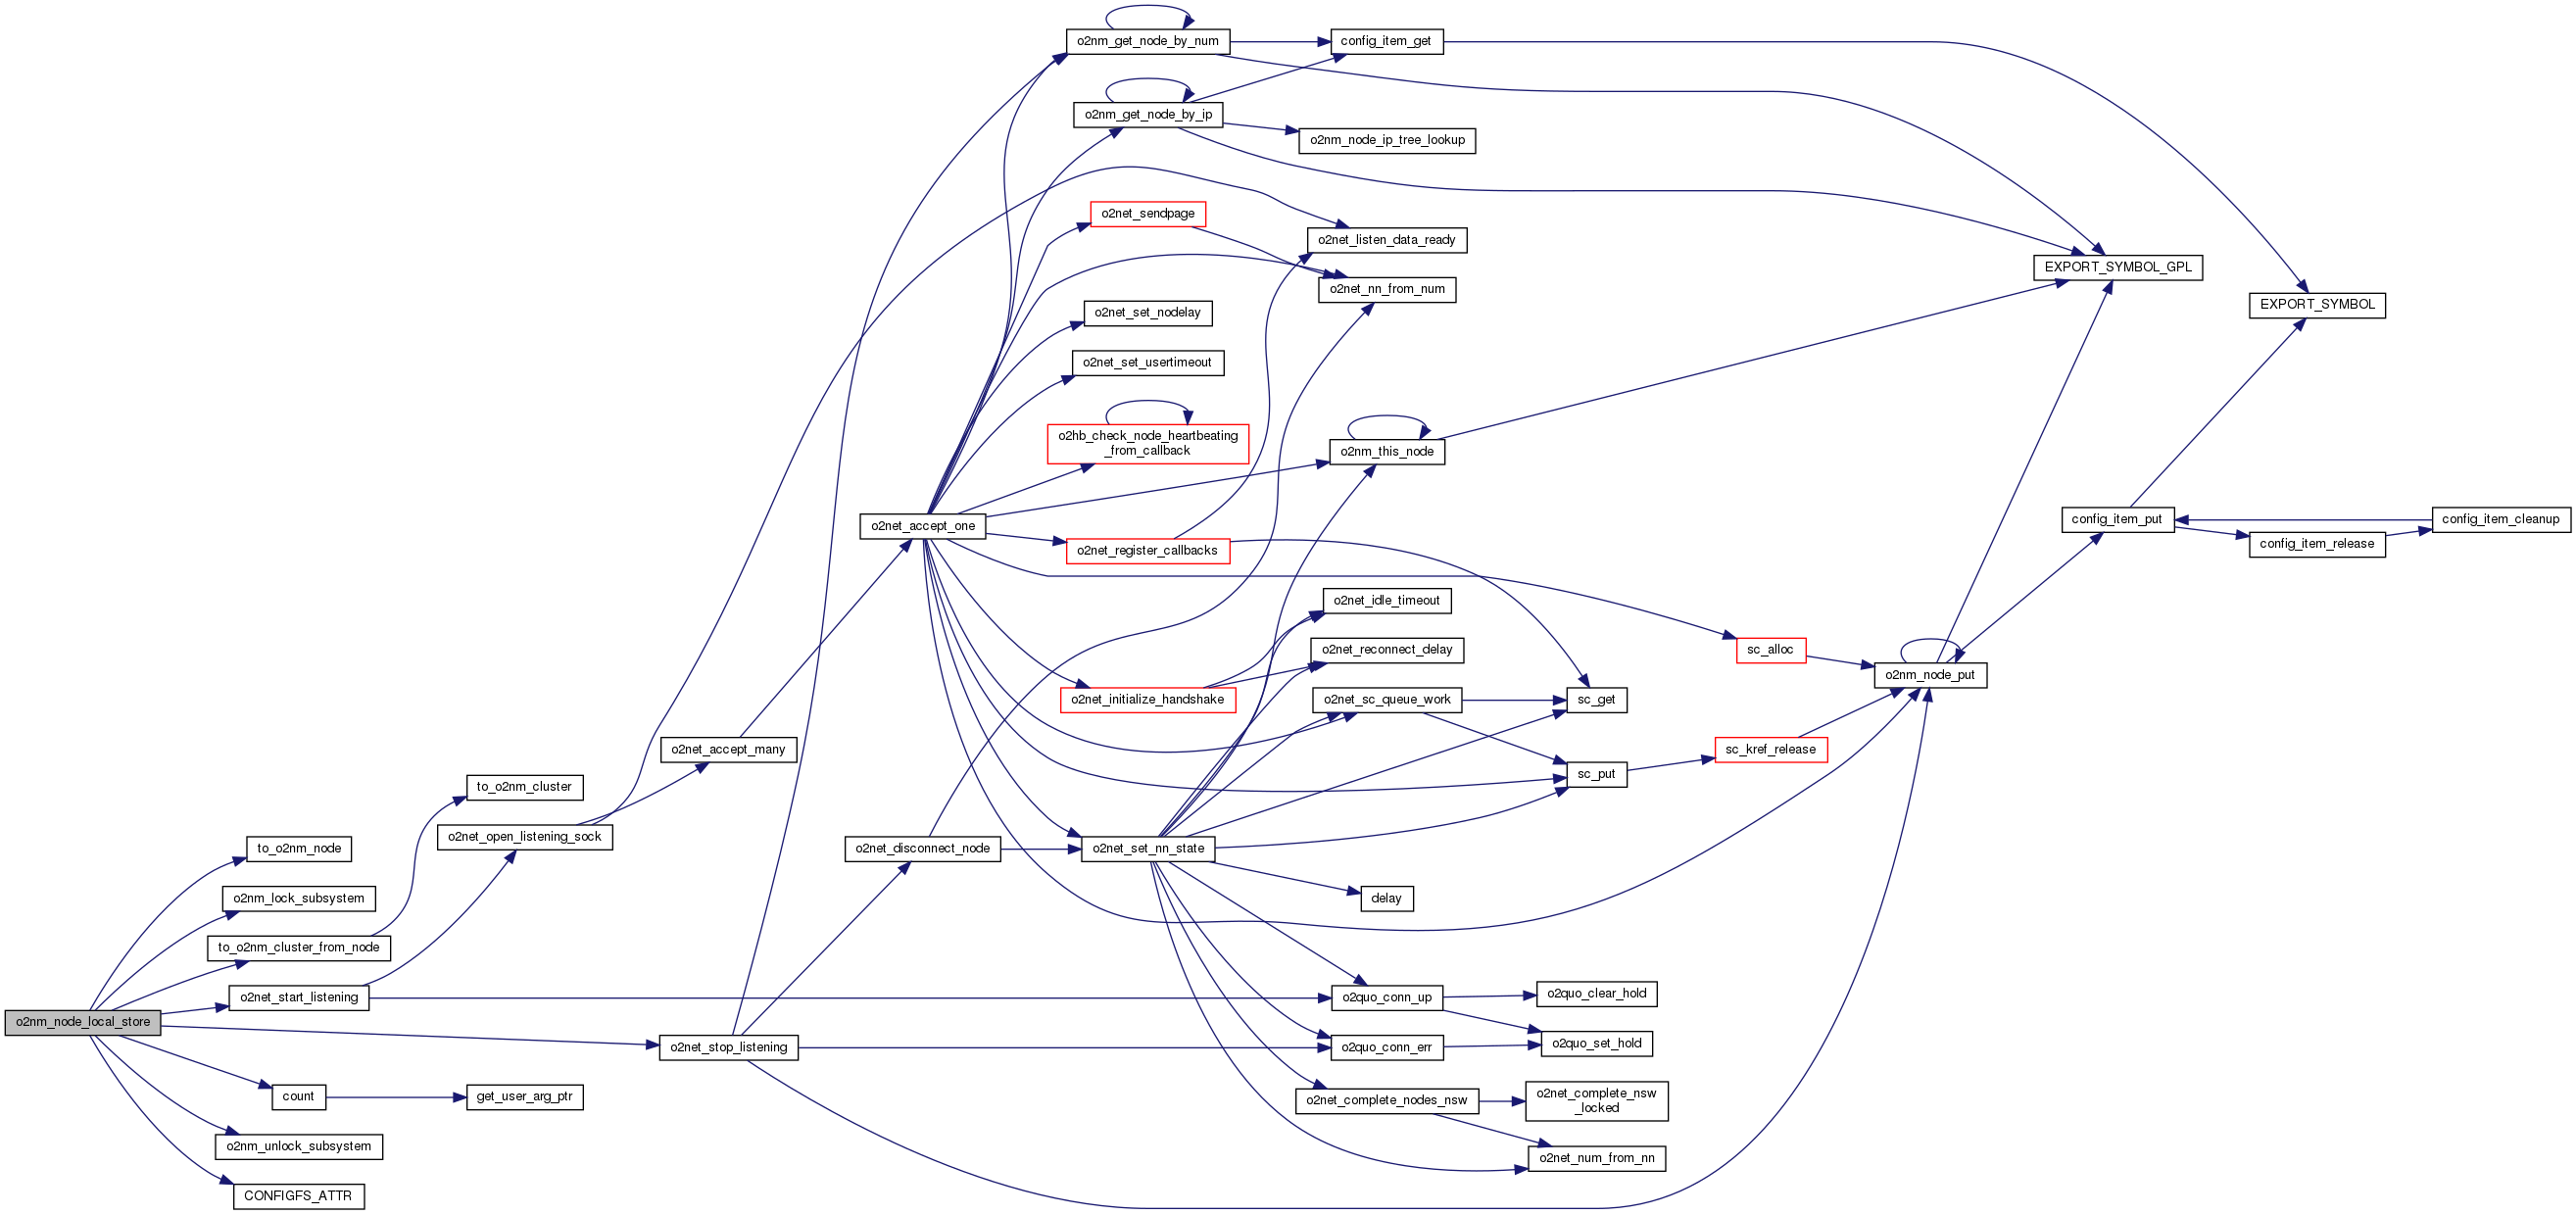 o2nm_get_node_by_num
config_item_get
o2nm_get_node_by_ip
o2nm_node_ip_tree_lookup
o2net_sendpage
o2net_listen_data_ready
EXPORT_SYMBOL_GPL
o2net_nn_from_num
EXPORT_SYMBOL
o2net_set_nodelay
o2net_set_usertimeout
o2hb_check_node_heartbeating
_from_callback
o2nm_this_node
o2net_accept_one
config_item_put
config_item_cleanup
o2net_register_callbacks
config_item_release
o2net_idle_timeout
o2net_reconnect_delay
sc_alloc
o2nm_node_put
o2net_initialize_handshake
o2net_sc_queue_work
sc_get
o2net_accept_many
sc_kref_release
sc_put
to_o2nm_cluster
o2net_open_listening_sock
to_o2nm_node
o2net_disconnect_node
o2net_set_nn_state
o2nm_lock_subsystem
delay
to_o2nm_cluster_from_node
o2net_start_listening
o2quo_conn_up
o2quo_clear_hold
o2nm_node_local_store
o2net_stop_listening
o2quo_conn_err
o2quo_set_hold
count
get_user_arg_ptr
o2net_complete_nodes_nsw
o2net_complete_nsw
_locked
o2nm_unlock_subsystem
o2net_num_from_nn
CONFIGFS_ATTR